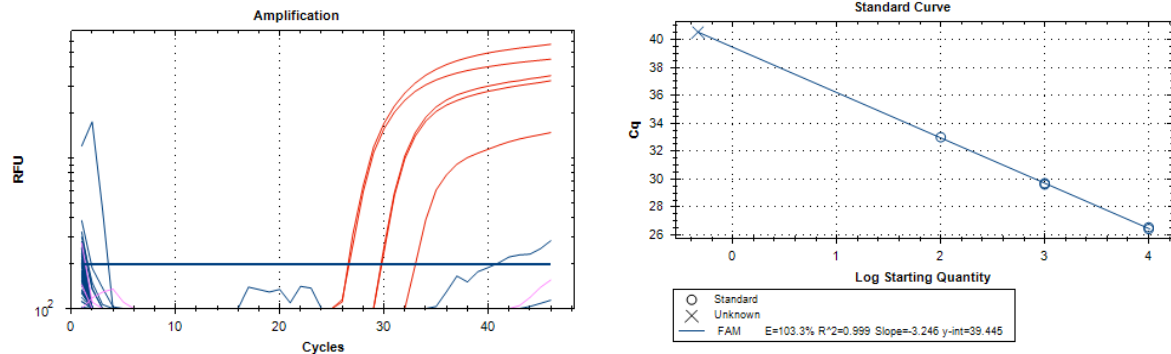 Amplification
RFU
10^2
0
10
20
30
40
Cycles
Standard Curve
Cq
40
38
36
34
32
30
28
26
0
1
2
3
4
Log Starting Quantity
Standard
Unknown
FAM E=103.3% R^2=0.999 Slope=-3.246 y-int=39.445